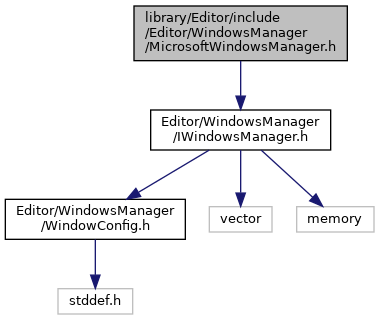 library/Editor/include
/Editor/WindowsManager
/MicrosoftWindowsManager.h
Editor/WindowsManager
/IWindowsManager.h
Editor/WindowsManager
/WindowConfig.h
vector
memory
stddef.h